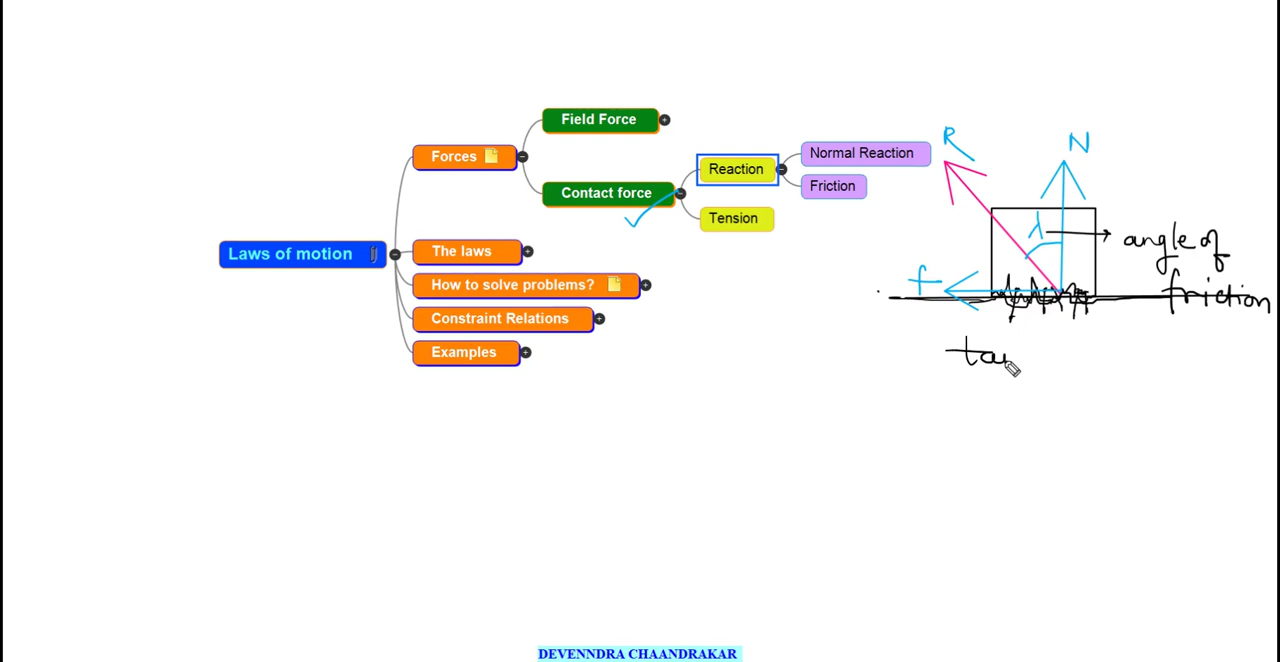 Field Force
Forces
Contact force
Reaction
Normal Reaction
Friction
Tension
Laws of motion
The laws
How to solve problems?
Constraint Relations
Examples
R
N
λ
angle of
friction
f
tan
DEVENNDRA CHAANDRAKAR